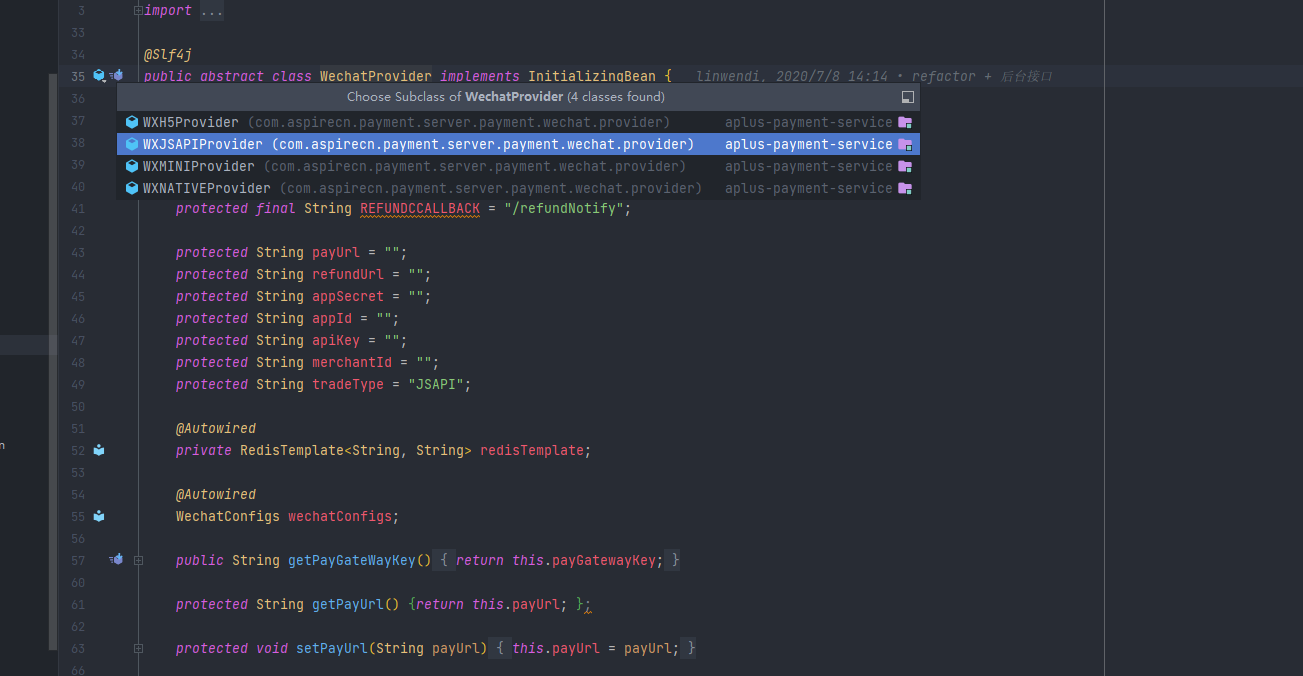 3 import ...
33
34 @Slf4j
35 public abstract class WechatProvider implements InitializingBean { linwendi, 2020/7/8 14:14 • refactor + 后台接口
36 Choose Subclass of WechatProvider (4 classes found)
37 WXH5Provider (com.aspirecn.payment.server.payment.wechat.provider) aplus-payment-service
38 WXJSAPIProvider (com.aspirecn.payment.server.payment.wechat.provider) aplus-payment-service
39 WXMINIProvider (com.aspirecn.payment.server.payment.wechat.provider) aplus-payment-service
40 WXNATIVEProvider (com.aspirecn.payment.server.payment.wechat.provider) aplus-payment-service
41 protected final String REFUNDCCALLBACK = "/refundNotify";
42
43 protected String payUrl = "";
44 protected String refundUrl = "";
45 protected String appSecret = "";
46 protected String appId = "";
n
47 protected String apiKey = "";
48 protected String merchantId = "";
49 protected String tradeType = "JSAPI";
50
51 @Autowired
52 private RedisTemplate<String, String> redisTemplate;
53
54 @Autowired
55 WechatConfigs wechatConfigs;
56
57 public String getPayGateWayKey() { return this.payGatewayKey; }
60
61 protected String getPayUrl() {return this.payUrl; };
62
63 protected void setPayUrl(String payUrl) { this.payUrl = payUrl; }
66